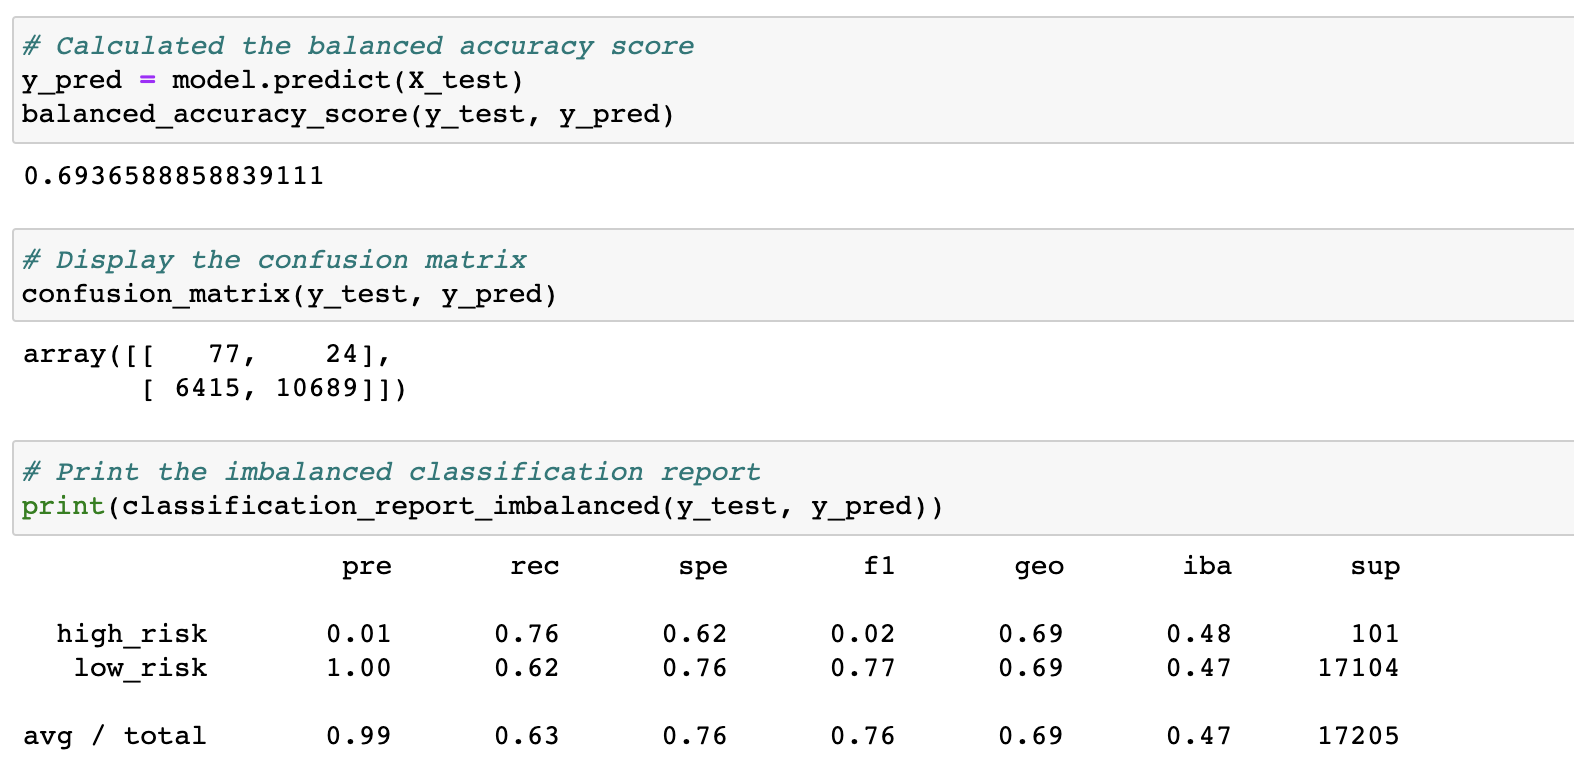 # Calculated the balanced accuracy score
y_pred = model.predict(X_test)
balanced_accuracy_score(y_test, y_pred)
0.6936588858839111
# Display the confusion matrix
confusion_matrix(y_test, y_pred)
array([[   77,    24],
       [ 6415, 10689]])
# Print the imbalanced classification report
print(classification_report_imbalanced(y_test, y_pred))
pre rec spe f1 geo iba sup
high_risk 0.01 0.76 0.62 0.02 0.69 0.48 101
low_risk 1.00 0.62 0.76 0.77 0.69 0.47 17104
avg / total 0.99 0.63 0.76 0.76 0.69 0.47 17205